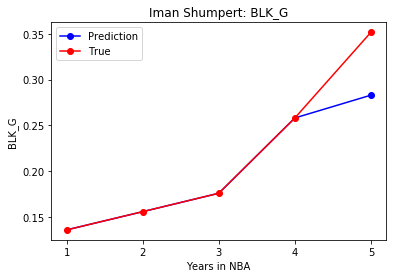 Iman Shumpert: BLK_G
Prediction
True
0.35
0.30
0.25
0.20
0.15
BLK_G
1 2 3 4 5
Years in NBA